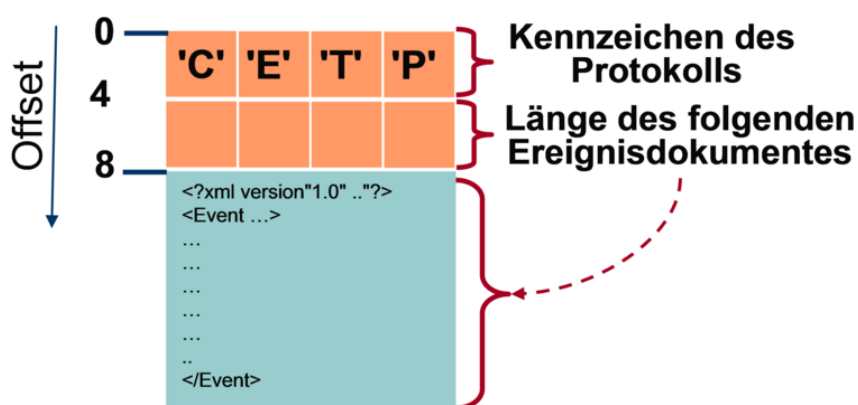 Offset
0
'C' 'E' 'T' 'P'
Kennzeichen des
Protokolls
4
Länge des folgenden
Ereignisdokumentes
8
<?xml version"1.0" .."?>
<Event ...>
...
...
...
...
...
..
</Event>